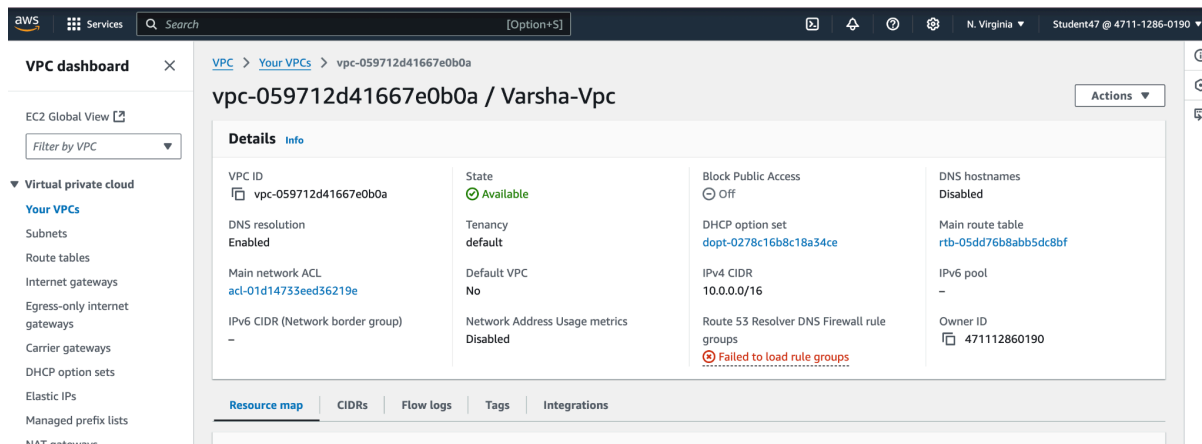 aws
Services
Search
[Option+S]
N. Virginia
Student47 @ 4711-1286-0190
VPC dashboard
EC2 Global View
Filter by VPC
Virtual private cloud
Your VPCs
Subnets
Route tables
Internet gateways
Egress-only internet
gateways
Carrier gateways
DHCP option sets
Elastic IPs
Managed prefix lists
NAT gateways
VPC > Your VPCs > vpc-059712d41667e0b0a
vpc-059712d41667e0b0a / Varsha-Vpc
Actions
Details Info
VPC ID
vpc-059712d41667e0b0a
State
Available
Block Public Access
Off
DNS hostnames
Disabled
DNS resolution
Enabled
Tenancy
default
DHCP option set
dopt-0278c16b8c18a34ce
Main route table
rtb-05dd76b8abb5dc8bf
Main network ACL
acl-01d14733eed36219e
Default VPC
No
IPv4 CIDR
10.0.0.0/16
IPv6 pool
–
IPv6 CIDR (Network border group)
–
Network Address Usage metrics
Disabled
Route 53 Resolver DNS Firewall rule
groups
Failed to load rule groups
Owner ID
471112860190
Resource map
CIDRs
Flow logs
Tags
Integrations